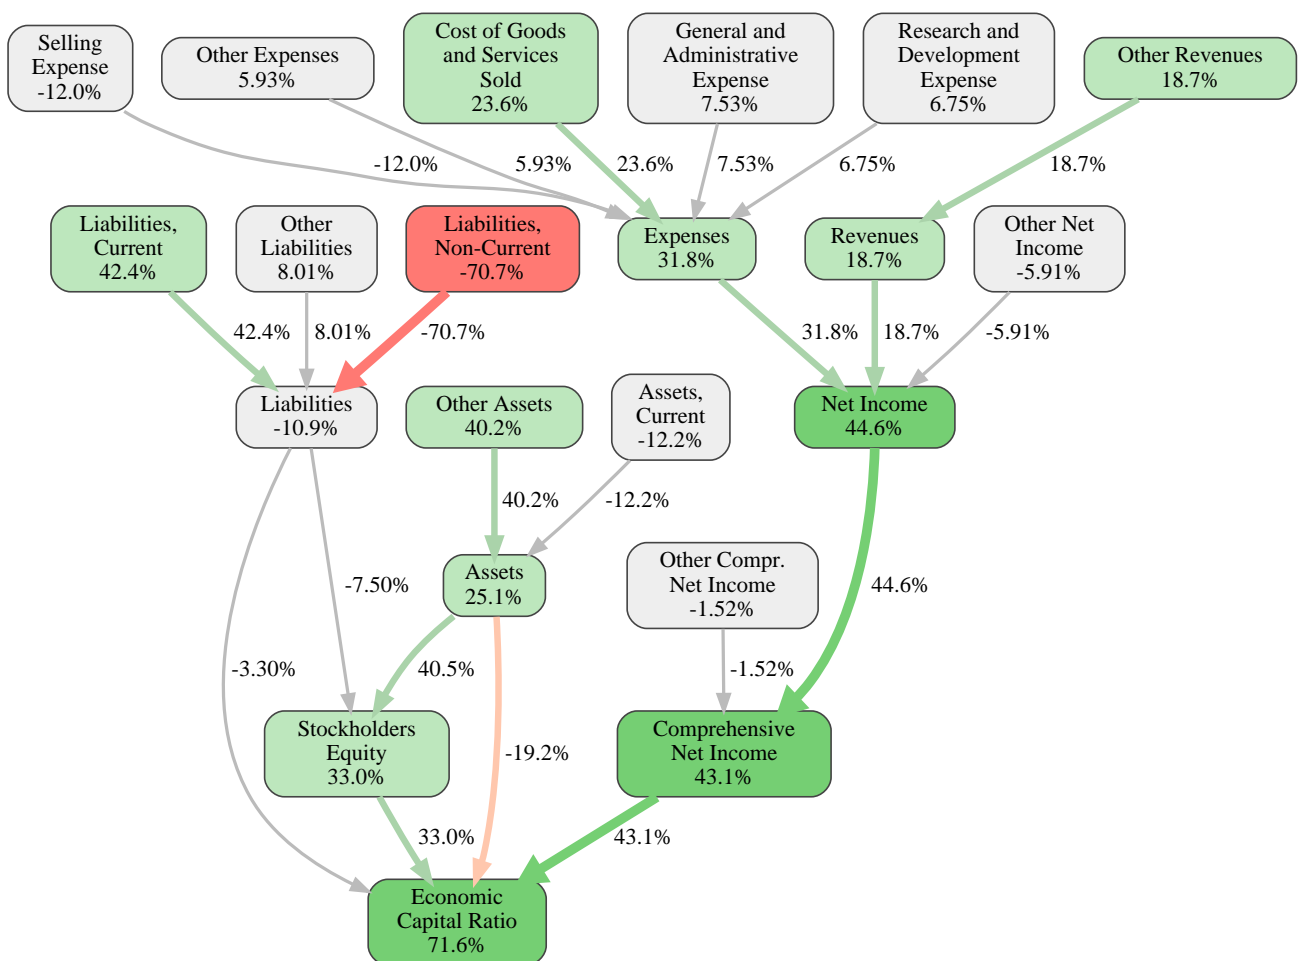 Selling
Expense
-12.0%
Other Expenses
5.93%
Cost of Goods
and Services
Sold
23.6%
General and
Administrative
Expense
7.53%
Research and
Development
Expense
6.75%
Other Revenues
18.7%
-12.0%
5.93%
23.6%
7.53%
6.75%
18.7%
Liabilities,
Current
42.4%
Other
Liabilities
8.01%
Liabilities,
Non-Current
-70.7%
Expenses
31.8%
Revenues
18.7%
Other Net
Income
-5.91%
42.4%
8.01%
-70.7%
31.8%
18.7%
-5.91%
Liabilities
-10.9%
Other Assets
40.2%
Assets,
Current
-12.2%
Net Income
44.6%
40.2%
-12.2%
Assets
25.1%
Other Compr.
Net Income
-1.52%
-7.50%
44.6%
-3.30%
40.5%
-1.52%
Stockholders
Equity
33.0%
-19.2%
Comprehensive
Net Income
43.1%
33.0%
43.1%
Economic
Capital Ratio
71.6%